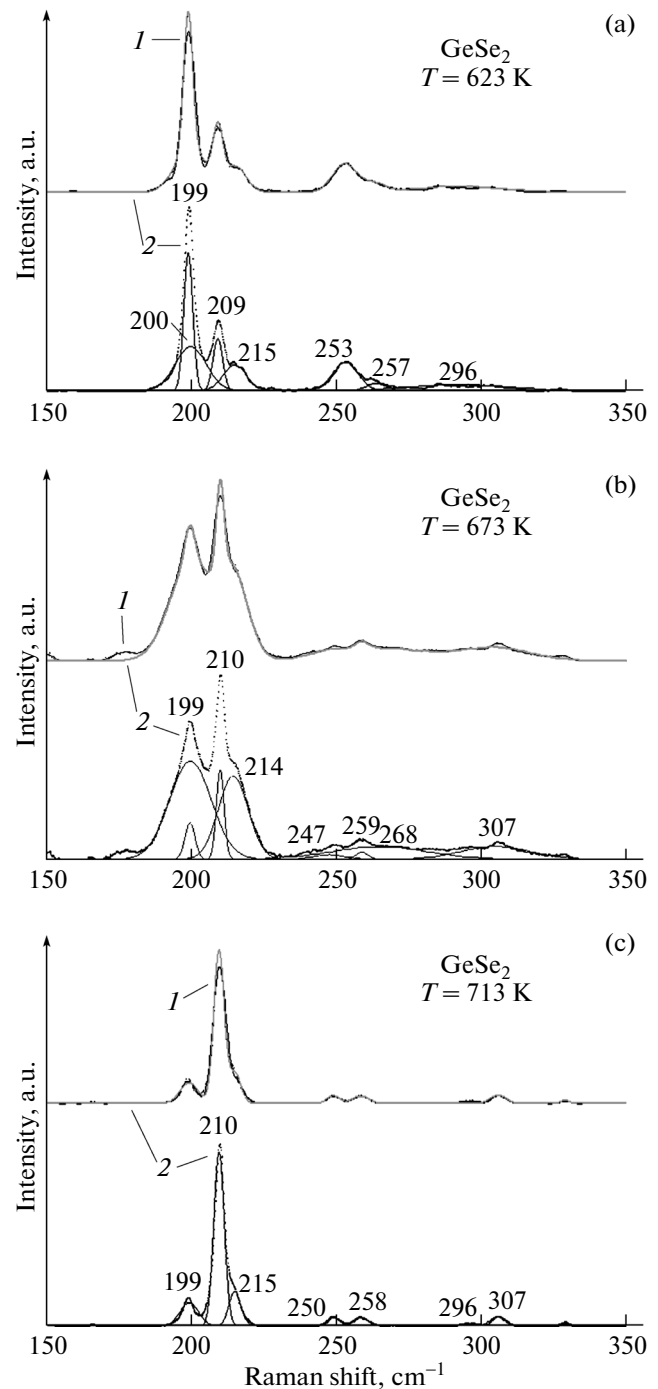 (a)
GeSe₂
T = 623 K
1
Intensity, a.u.
199
2
209
200
215
253
257
296
150 200 250 300 350
(b)
GeSe₂
T = 673 K
1
Intensity, a.u.
210
199
2
214
247 259 268 307
150 200 250 300 350
(c)
GeSe₂
T = 713 K
1
Intensity, a.u.
210
2
199 215
250 258 296 307
150 200 250 300 350
Raman shift, cm⁻¹